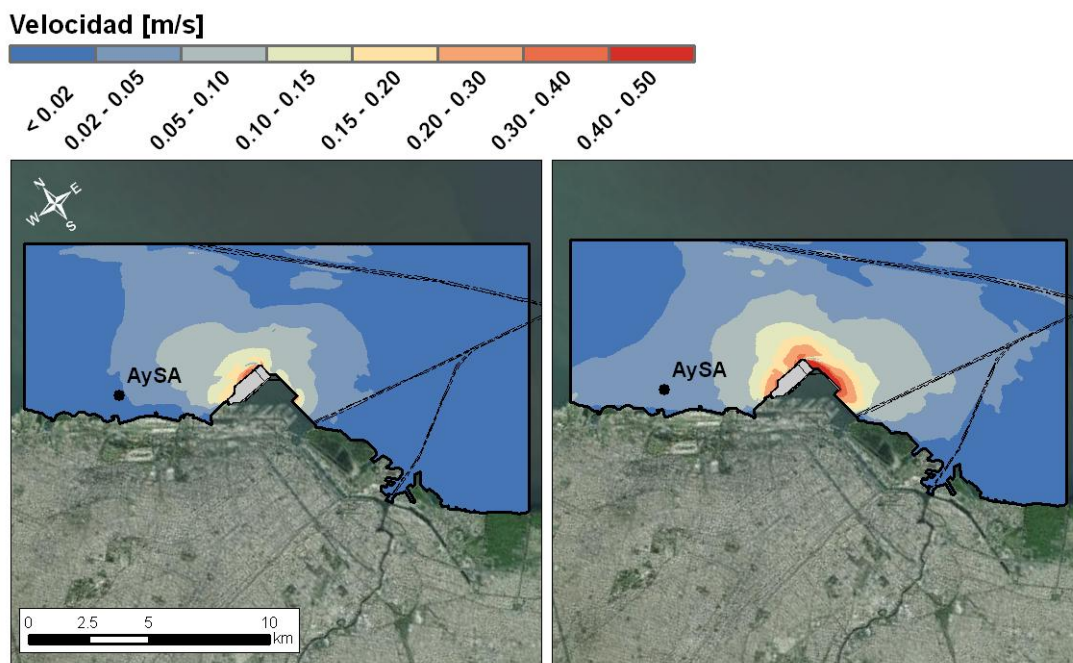 Velocidad [m/s]
< 0.02
0.02 - 0.05
0.05 - 0.10
0.10 - 0.15
0.15 - 0.20
0.20 - 0.30
0.30 - 0.40
0.40 - 0.50
N
E
W
S
AySA
AySA
0 2.5 5 10
km